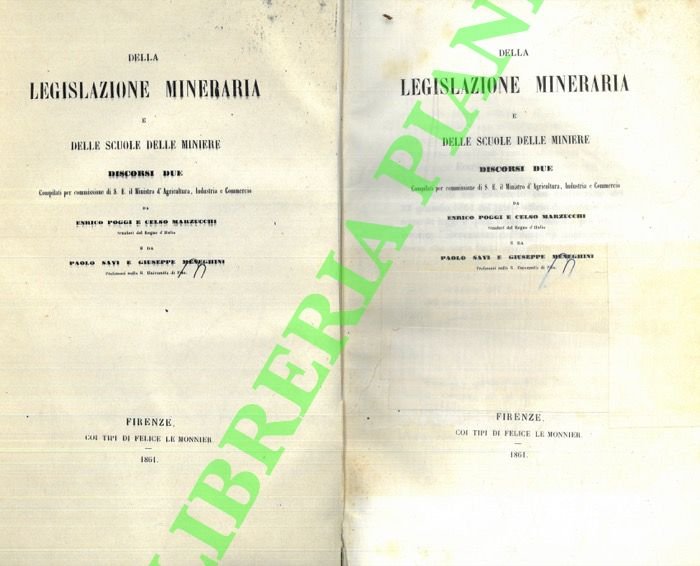 DELLA
LEGISLAZIONE MINERARIA
E
DELLE SCUOLE DELLE MINIERE
DISCORSI DUE
Compilati per commissione di S. E. il Ministro d'Agricoltura, Industria e Commercio
DA
ENRICO POGGI E CELSO MARZUCCHI
Senatori del Regno d'Italia
E DA
PAOLO SAVI E GIUSEPPE MENEGHINI
Professori nella R. Università di Pisa.
FIRENZE.
COI TIPI DI FELICE LE MONNIER
1861.
DELLA
LEGISLAZIONE MINERARIA
E
DELLE SCUOLE DELLE MINIERE
DISCORSI DUE
Compilati per commissione di S. E. il Ministro d'Agricoltura, Industria e Commercio
DA
ENRICO POGGI E CELSO MARZUCCHI
Senatori del Regno d'Italia
E DA
PAOLO SAVI E GIUSEPPE MENEGHINI
Professori nella R. Università di Pisa.
FIRENZE.
COI TIPI DI FELICE LE MONNIER.
1861.
LIBRERIA PIANI